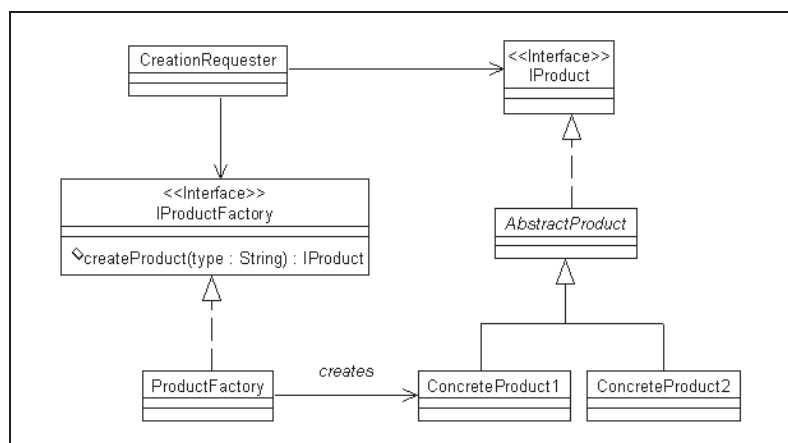 CreationRequester
<<Interface>>
IProduct
<<Interface>>
IProductFactory
createProduct(type : String) : IProduct
AbstractProduct
ProductFactory
creates
ConcreteProduct1
ConcreteProduct2